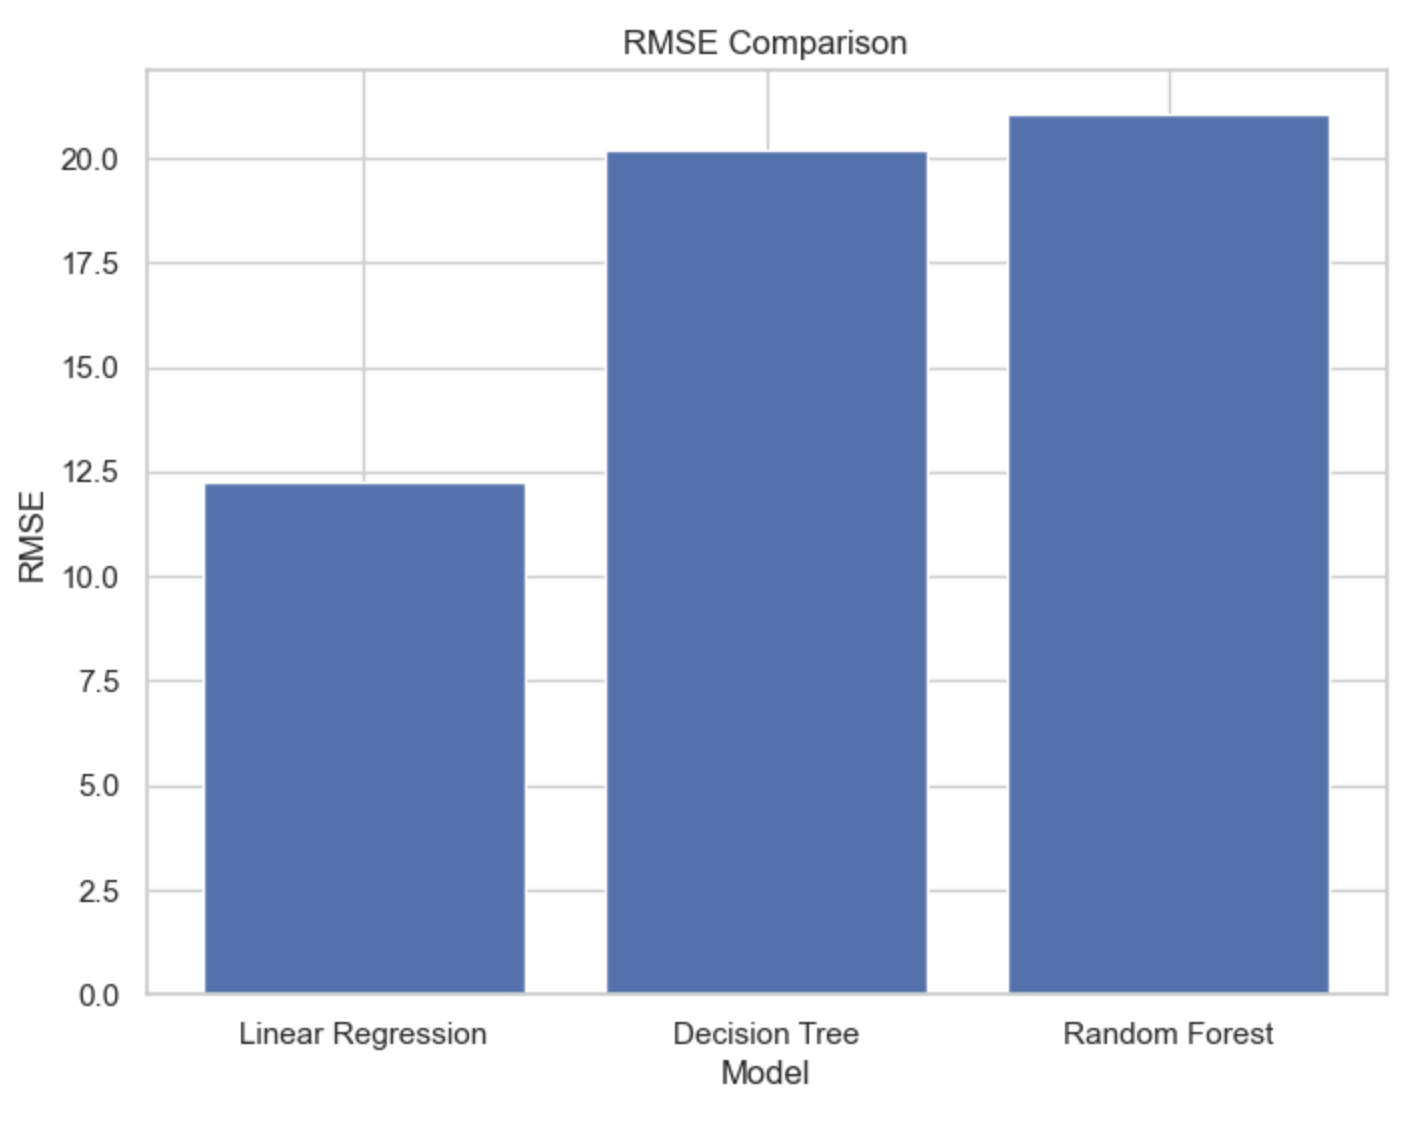 RMSE Comparison
20.0
17.5
15.0
12.5
10.0
7.5
5.0
2.5
0.0
RMSE
Linear Regression
Decision Tree
Random Forest
Model